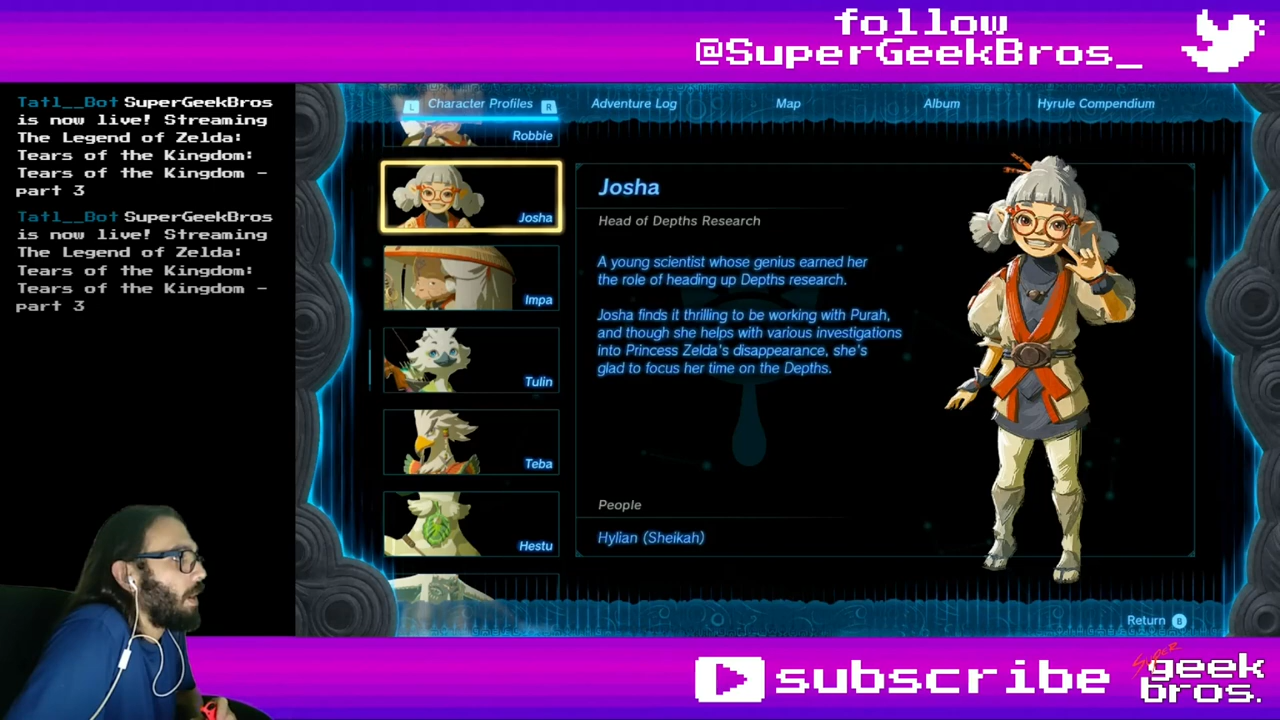 follow
@SuperGeekBros_
Tatl__Bot SuperGeekBros
is now live! Streaming
The Legend of Zelda:
Tears of the Kingdom:
Tears of the Kingdom -
part 3
Tatl__Bot SuperGeekBros
is now live! Streaming
The Legend of Zelda:
Tears of the Kingdom:
Tears of the Kingdom -
part 3
L Character Profiles R Adventure Log Map Album Hyrule Compendium
Robbie
Josha
Impa
Tulin
Teba
Hestu
Josha
Head of Depths Research
A young scientist whose genius earned her
the role of heading up Depths research.
Josha finds it thrilling to be working with Purah,
and though she helps with various investigations
into Princess Zelda's disappearance, she's
glad to focus her time on the Depths.
People
Hylian (Sheikah)
Return B
subscribe
super
geek
bros.